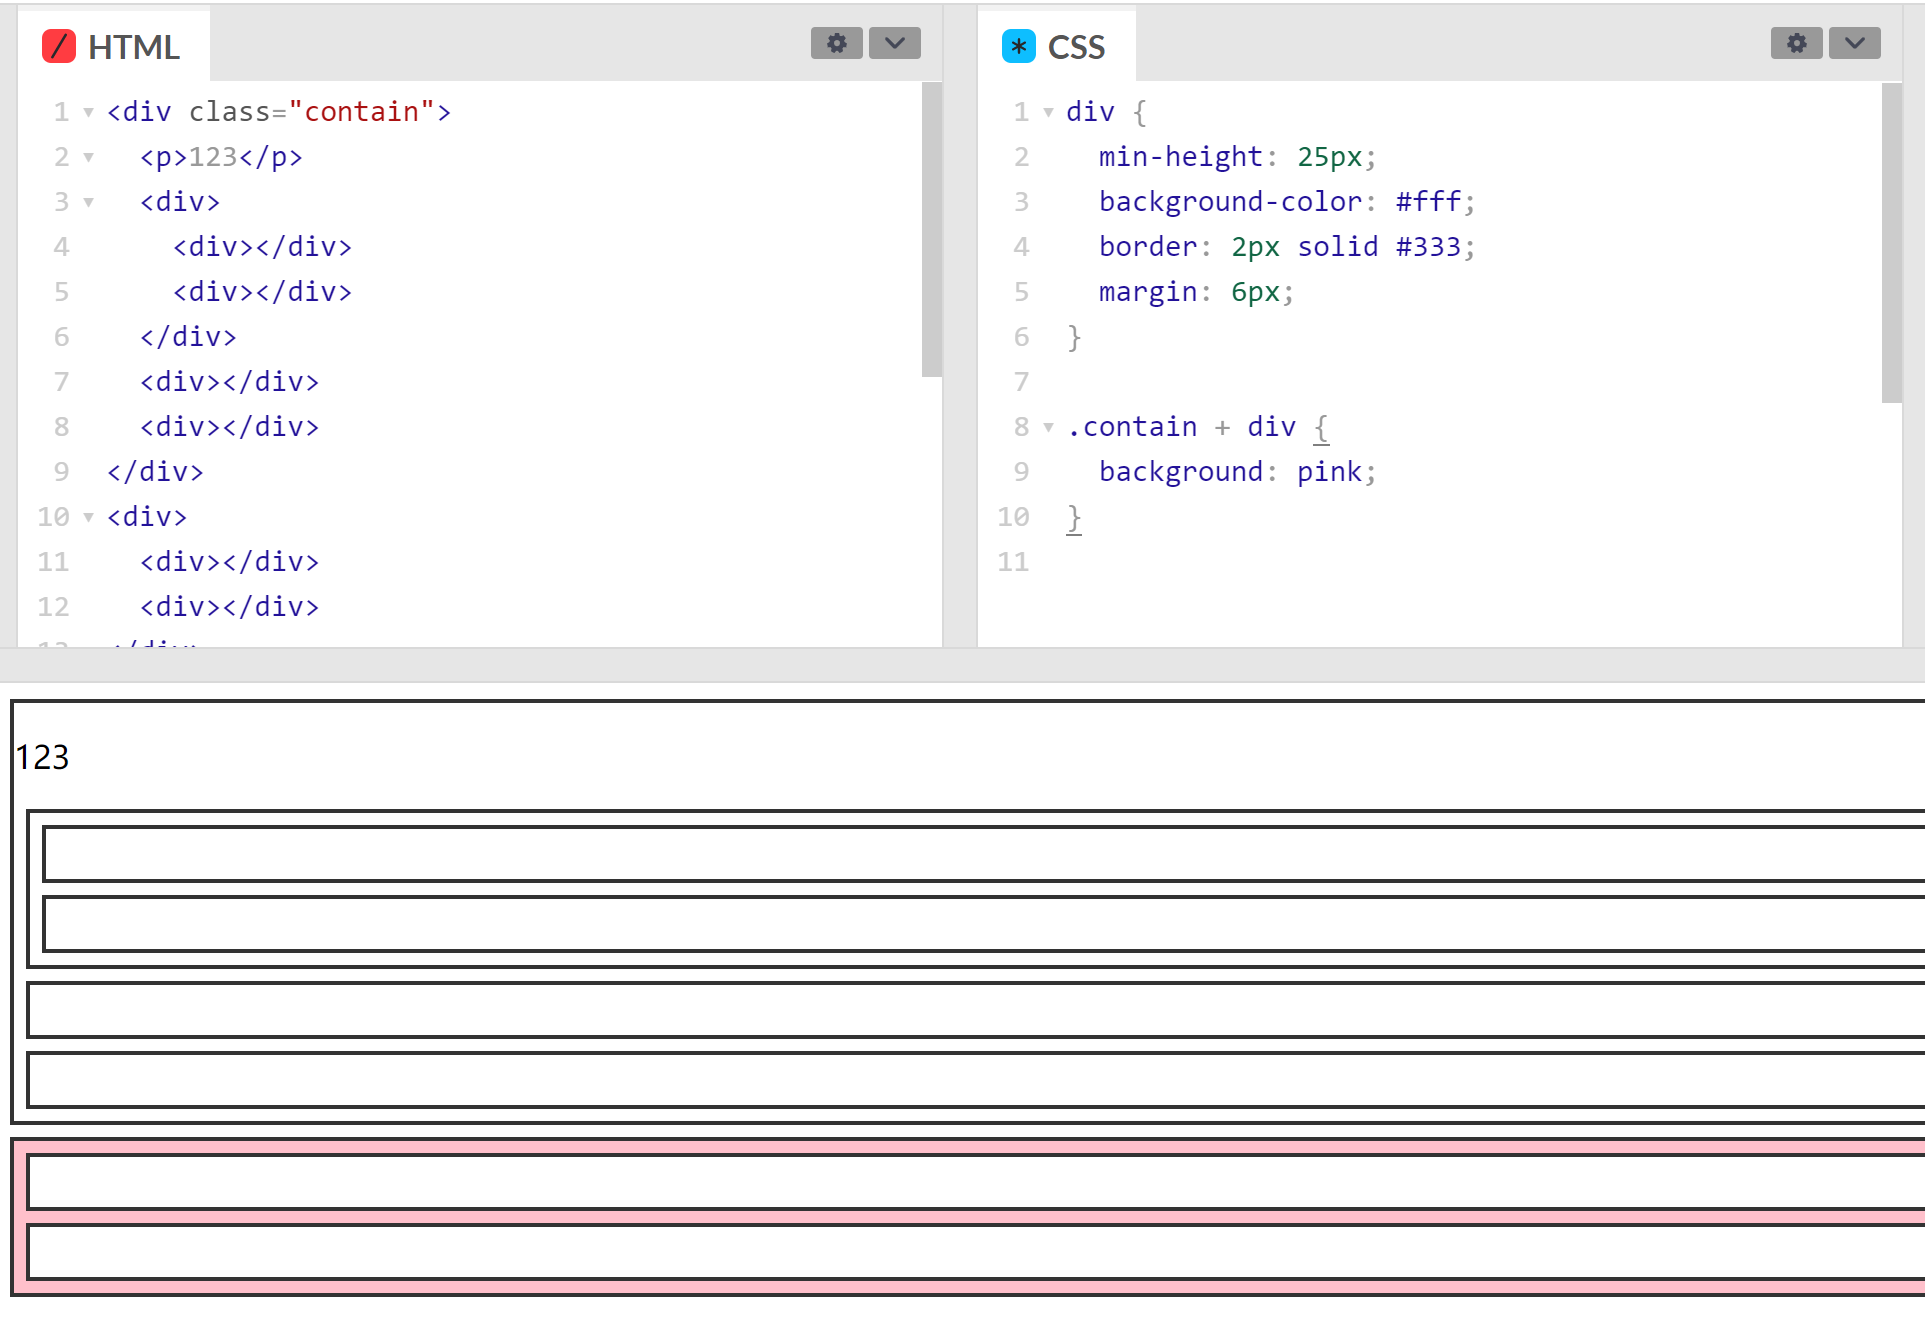 HTML
1 <div class="contain">
2 <p>123</p>
3 <div>
4 <div></div>
5 <div></div>
6 </div>
7 <div></div>
8 <div></div>
9 </div>
10 <div>
11 <div></div>
12 <div></div>
13 </div>
CSS
1 div {
2 min-height: 25px;
3 background-color: #fff;
4 border: 2px solid #333;
5 margin: 6px;
6 }
7
8 .contain + div {
9 background: pink;
10 }
11
123